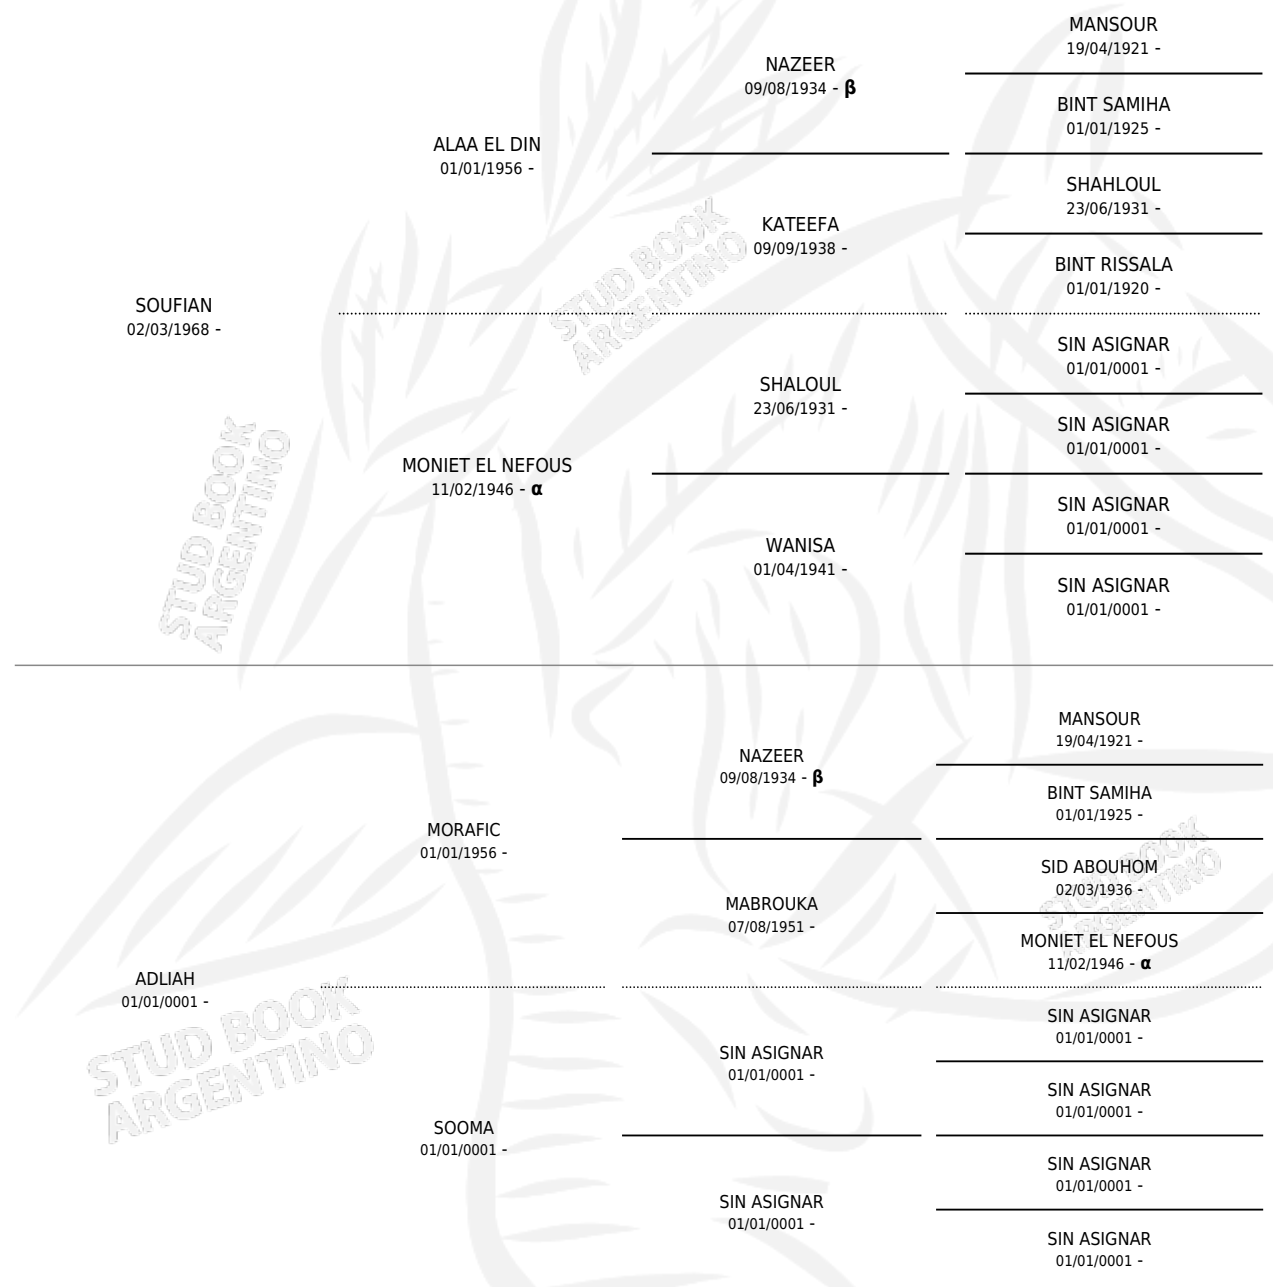 MANSOUR
19/04/1921 -
NAZEER
09/08/1934 - β
BINT SAMIHA
01/01/1925 -
ALAA EL DIN
01/01/1956 -
SHAHLOUL
23/06/1931 -
KATEEFA
09/09/1938 -
BINT RISSALA
01/01/1920 -
SOUFIAN
02/03/1968 -
SIN ASIGNAR
01/01/0001 -
SHALOUL
23/06/1931 -
SIN ASIGNAR
01/01/0001 -
MONIET EL NEFOUS
11/02/1946 - α
SIN ASIGNAR
01/01/0001 -
WANISA
01/04/1941 -
SIN ASIGNAR
01/01/0001 -
STUD BOOK
ARGENTINO
STUD BOOK
ARGENTINO
MANSOUR
19/04/1921 -
NAZEER
09/08/1934 - β
BINT SAMIHA
01/01/1925 -
MORAFIC
01/01/1956 -
SID ABOUHOM
02/03/1936 -
MABROUKA
07/08/1951 -
MONIET EL NEFOUS
11/02/1946 - α
ADLIAH
01/01/0001 -
SIN ASIGNAR
01/01/0001 -
SIN ASIGNAR
01/01/0001 -
SIN ASIGNAR
01/01/0001 -
SOOMA
01/01/0001 -
SIN ASIGNAR
01/01/0001 -
SIN ASIGNAR
01/01/0001 -
SIN ASIGNAR
01/01/0001 -
STUD BOOK
ARGENTINO
STUD BOOK
ARGENTINO